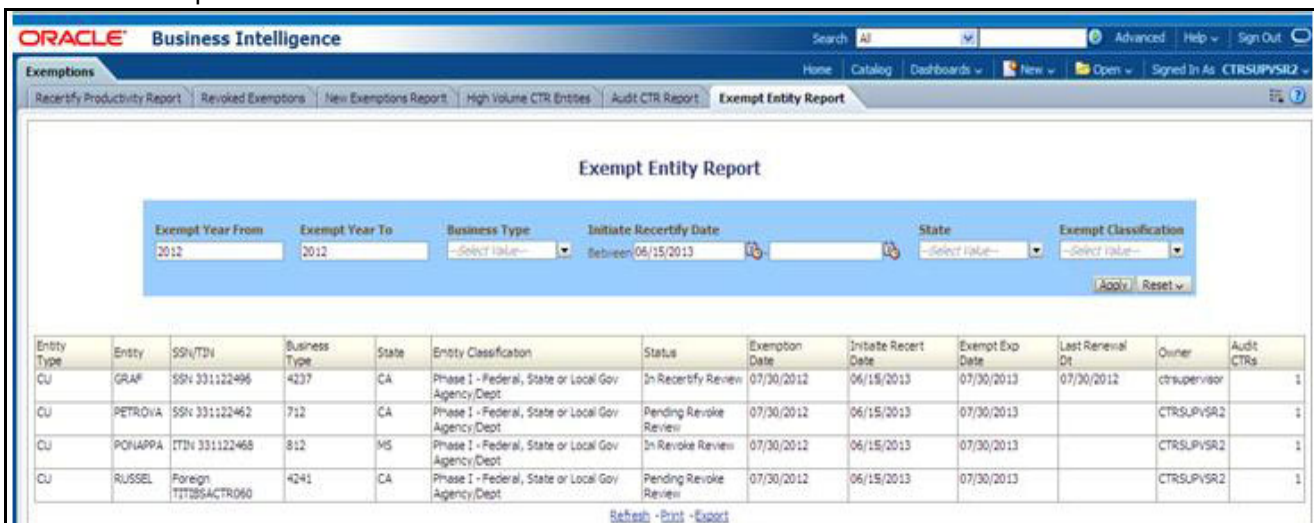 ORACLE Business Intelligence Search All Advanced Help Sign Out
Exemptions Home Catalog Dashboards New Open Signed In As CTRSUPVSR2
Recertify Productivity Report Revoked Exemptions New Exemptions Report High Volume CTR Entities Audit CTR Report Exempt Entity Report
Exempt Entity Report
Exempt Year From Exempt Year To Business Type Initiate Recertify Date State Exempt Classification
2012 2012 --Select Value-- Between 06/15/2013 - --Select Value-- --Select Value--
Apply Reset
Entity Type Entity SSN/TIN Business Type State Entity Classification Status Exemption Date Initiate Recert Date Exempt Exp Date Last Renewal Dt Owner Audit CTRs
CU GRAF SSN 331122496 4237 CA Phase I - Federal, State or Local Gov Agency/Dept In Recertify Review 07/30/2012 06/15/2013 07/30/2013 07/30/2012 ctrsupervisor 1
CU PETROVA SSN 331122462 712 CA Phase I - Federal, State or Local Gov Agency/Dept Pending Revoke Review 07/30/2012 06/15/2013 07/30/2013 CTRSUPVSR2 1
CU PONAPPA ITIN 331122468 812 MS Phase I - Federal, State or Local Gov Agency/Dept In Revoke Review 07/30/2012 06/15/2013 07/30/2013 CTRSUPVSR2 1
CU RUSSEL Foreign TITIBSACTR060 4241 CA Phase I - Federal, State or Local Gov Agency/Dept Pending Revoke Review 07/30/2012 06/15/2013 07/30/2013 CTRSUPVSR2 1
Refresh - Print - Export